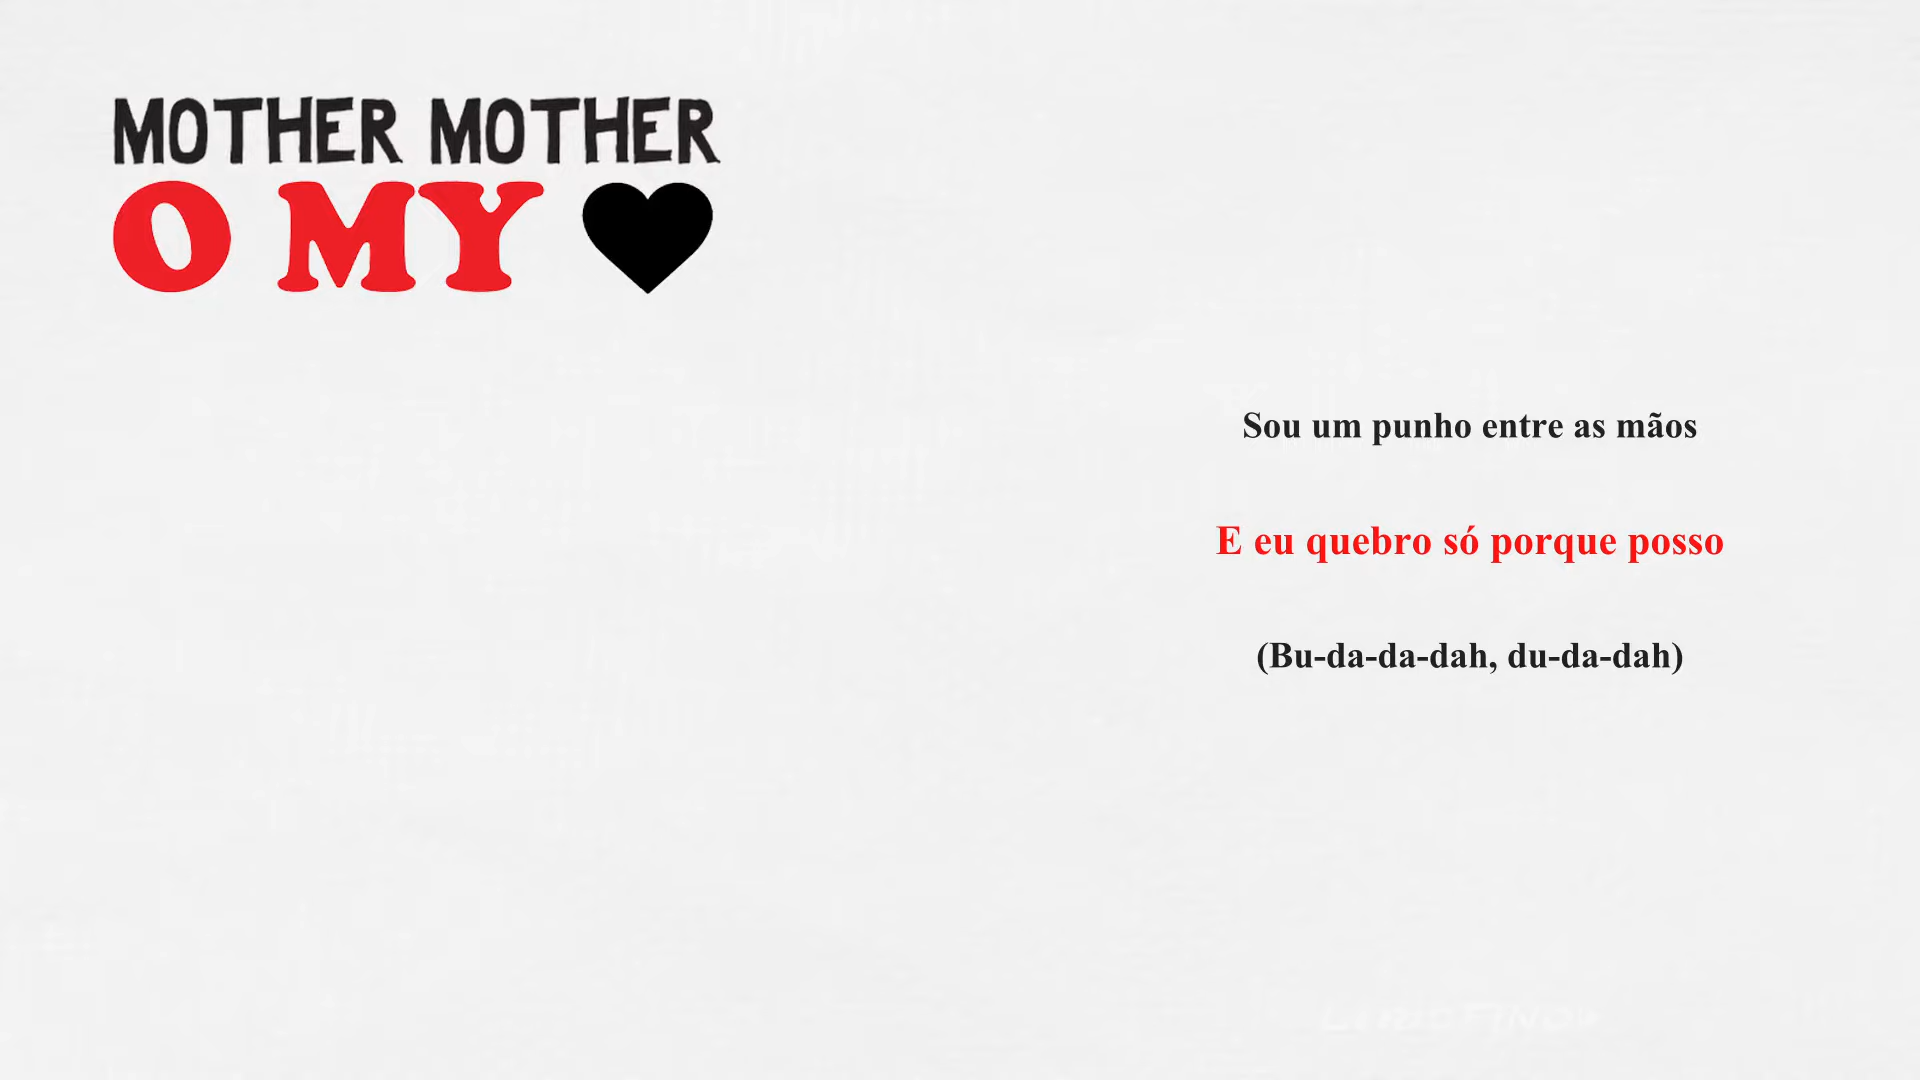 MOTHER MOTHER
O MY
Sou um punho entre as mãos
E eu quebro só porque posso
(Bu-da-da-dah, du-da-dah)